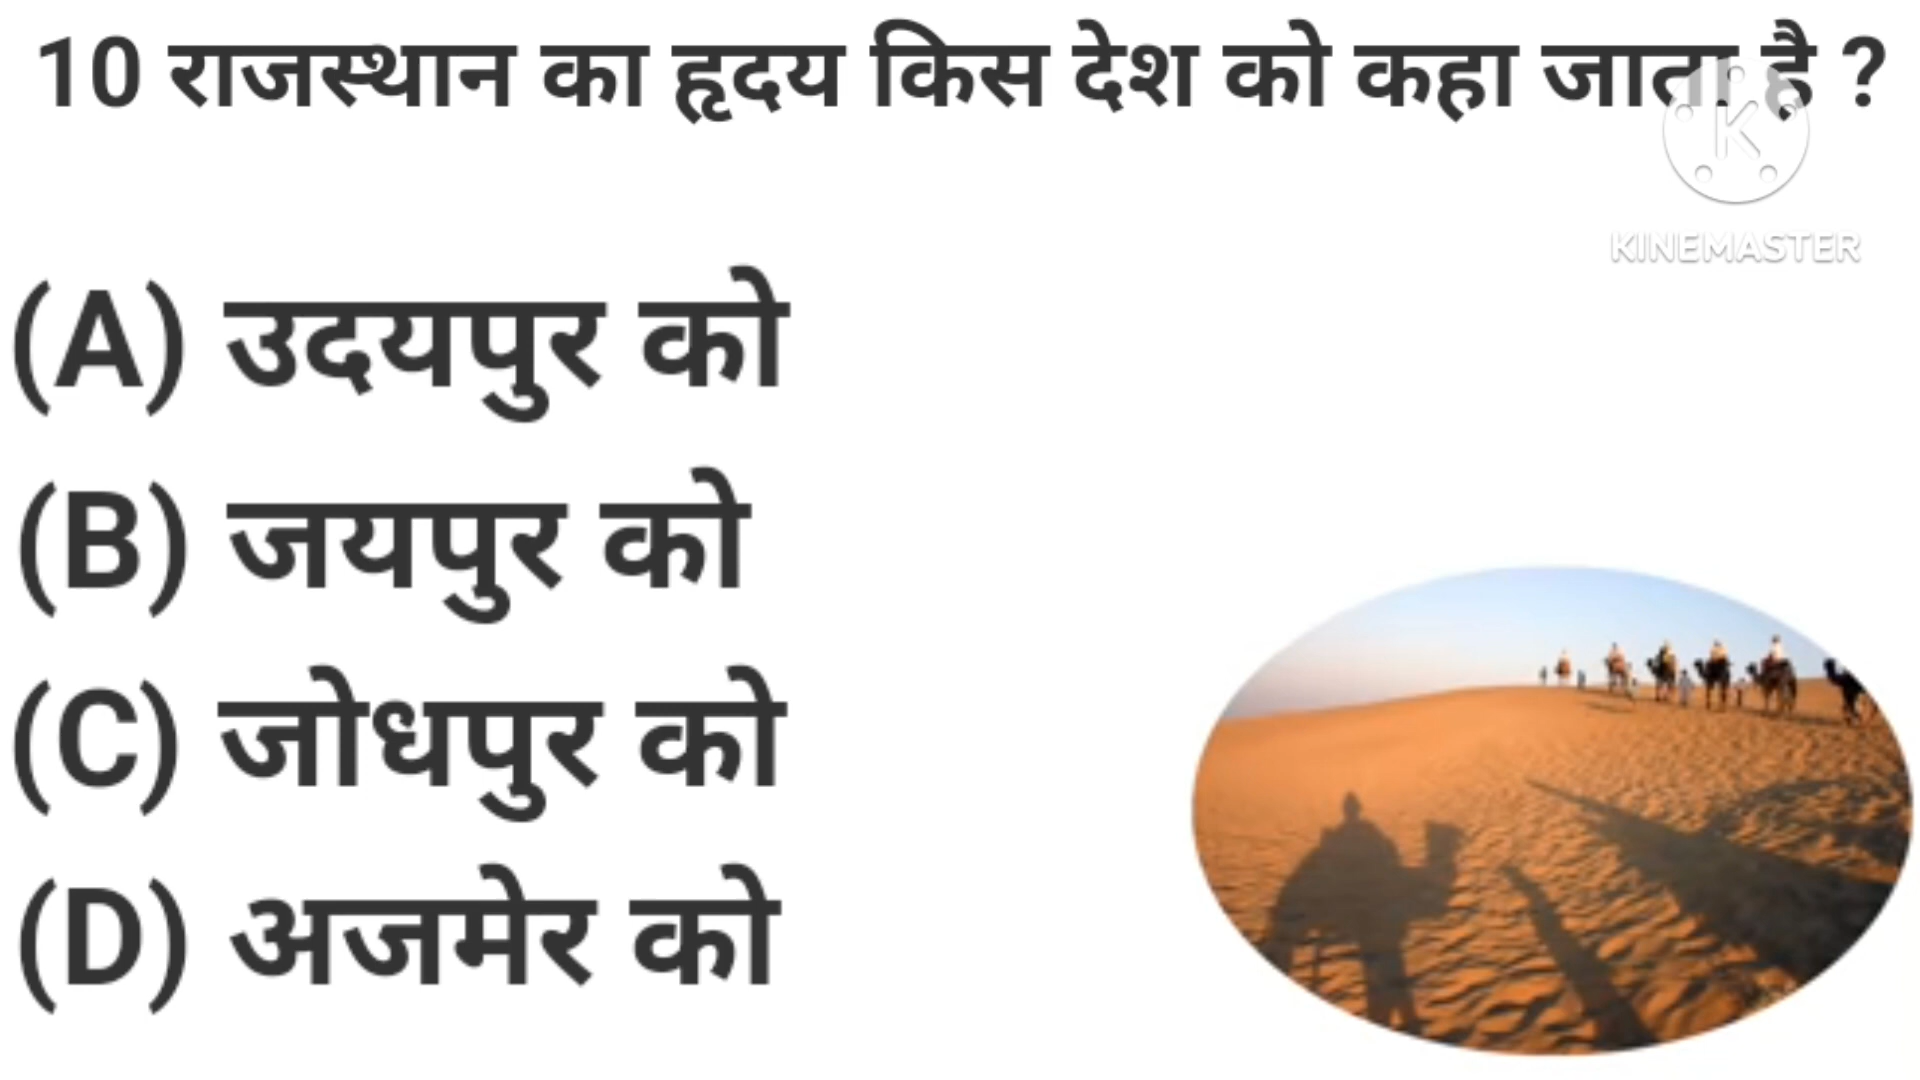 10 राजस्थान का हृदय किस देश को कहा जाता है ?
KINEMASTER
(A) उदयपुर को
(B) जयपुर को
(C) जोधपुर को
(D) अजमेर को